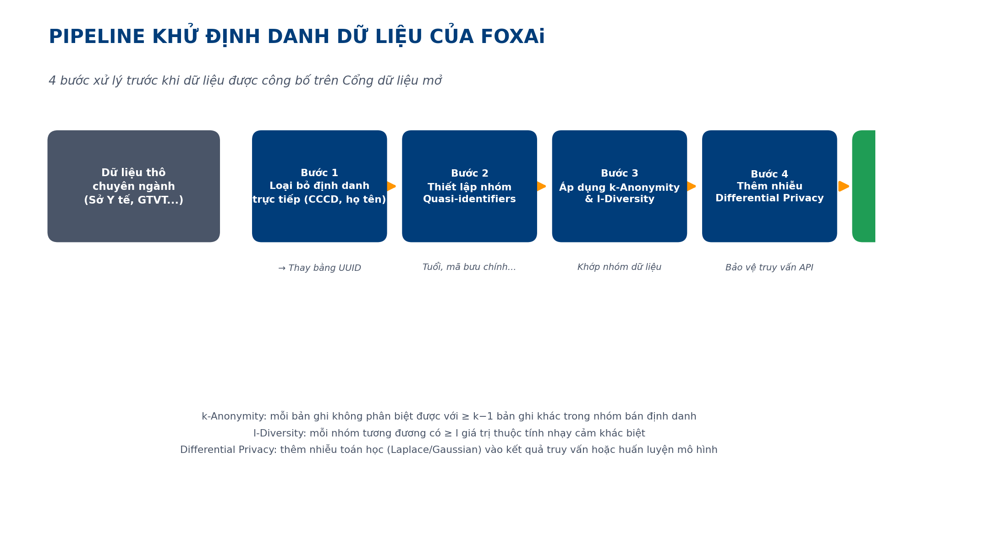 PIPELINE KHỬ ĐỊNH DANH DỮ LIỆU CỦA FOXAi
4 bước xử lý trước khi dữ liệu được công bố trên Cổng dữ liệu mở
Dữ liệu thô
chuyên ngành
(Sở Y tế, GTVT...)
Bước 1
Loại bỏ định danh
trực tiếp (CCCD, họ tên)
→ Thay bằng UUID
Bước 2
Thiết lập nhóm
Quasi-identifiers
Tuổi, mã bưu chính...
Bước 3
Áp dụng k-Anonymity
& l-Diversity
Khớp nhóm dữ liệu
Bước 4
Thêm nhiễu
Differential Privacy
Bảo vệ truy vấn API
k-Anonymity: mỗi bản ghi không phân biệt được với ≥ k−1 bản ghi khác trong nhóm bán định danh
l-Diversity: mỗi nhóm tương đương có ≥ l giá trị thuộc tính nhạy cảm khác biệt
Differential Privacy: thêm nhiễu toán học (Laplace/Gaussian) vào kết quả truy vấn hoặc huấn luyện mô hình